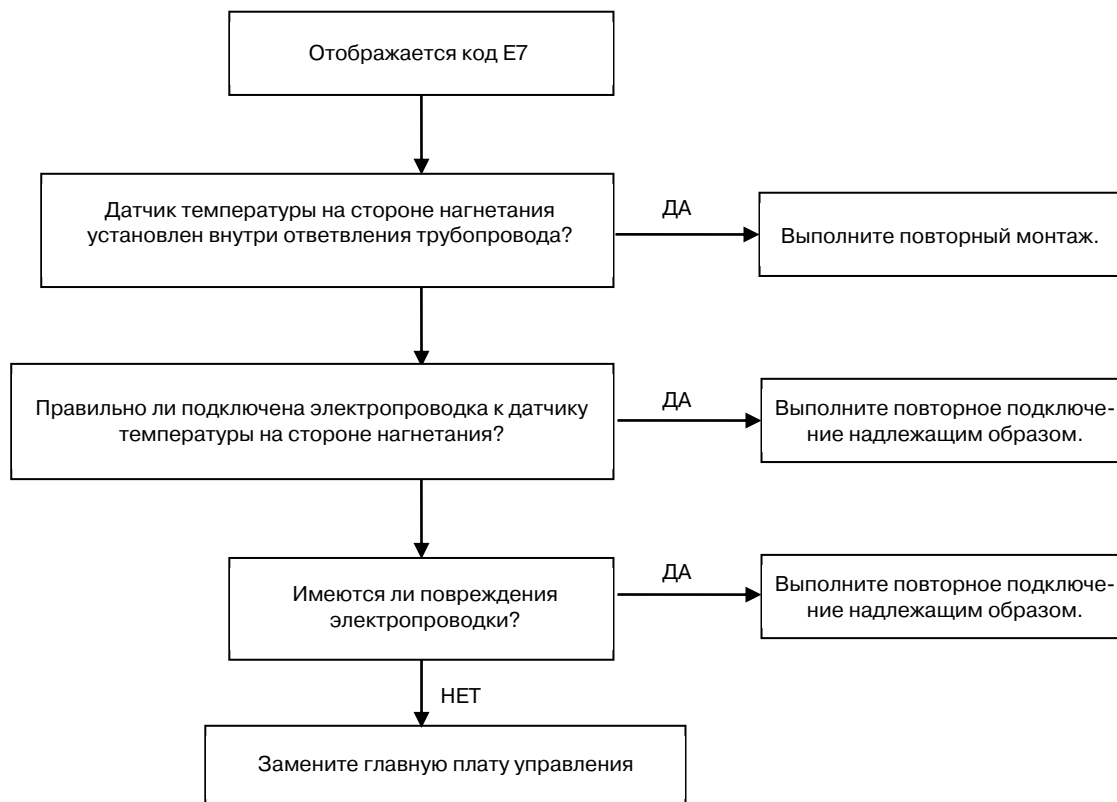 Отображается код E7
Датчик температуры на стороне нагнетания
установлен внутри ответвления трубопровода?
ДА
Выполните повторный монтаж.
Правильно ли подключена электропроводка к датчику
температуры на стороне нагнетания?
ДА
Выполните повторное подключе-
ние надлежащим образом.
Имеются ли повреждения
электропроводки?
ДА
Выполните повторное подключе-
ние надлежащим образом.
НЕТ
Замените главную плату управления